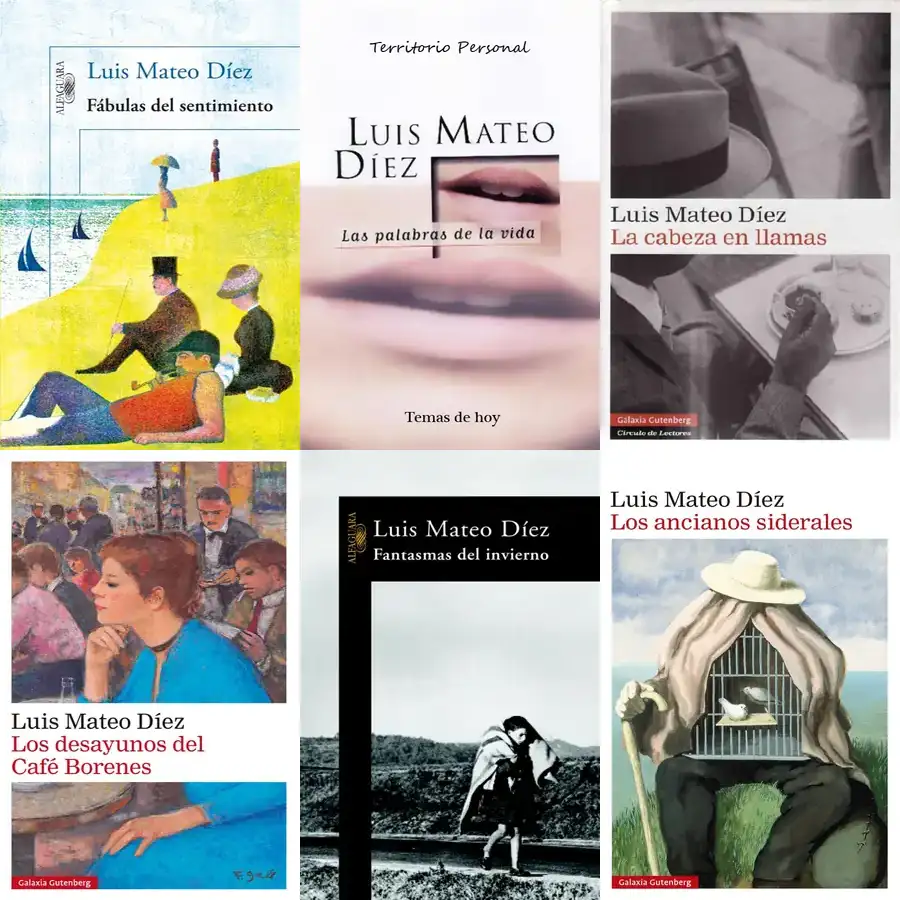 ALFAGUARA
Luis Mateo Díez
Fábulas del sentimiento
Territorio Personal
LUIS MATEO
DÍEZ
Las palabras de la vida
Temas de hoy
Luis Mateo Díez
La cabeza en llamas
Galaxia Gutenberg
Círculo de Lectores
Luis Mateo Díez
Los desayunos del
Café Borenes
Galaxia Gutenberg
ALFAGUARA
Luis Mateo Díez
Fantasmas del invierno
Luis Mateo Díez
Los ancianos siderales
Galaxia Gutenberg